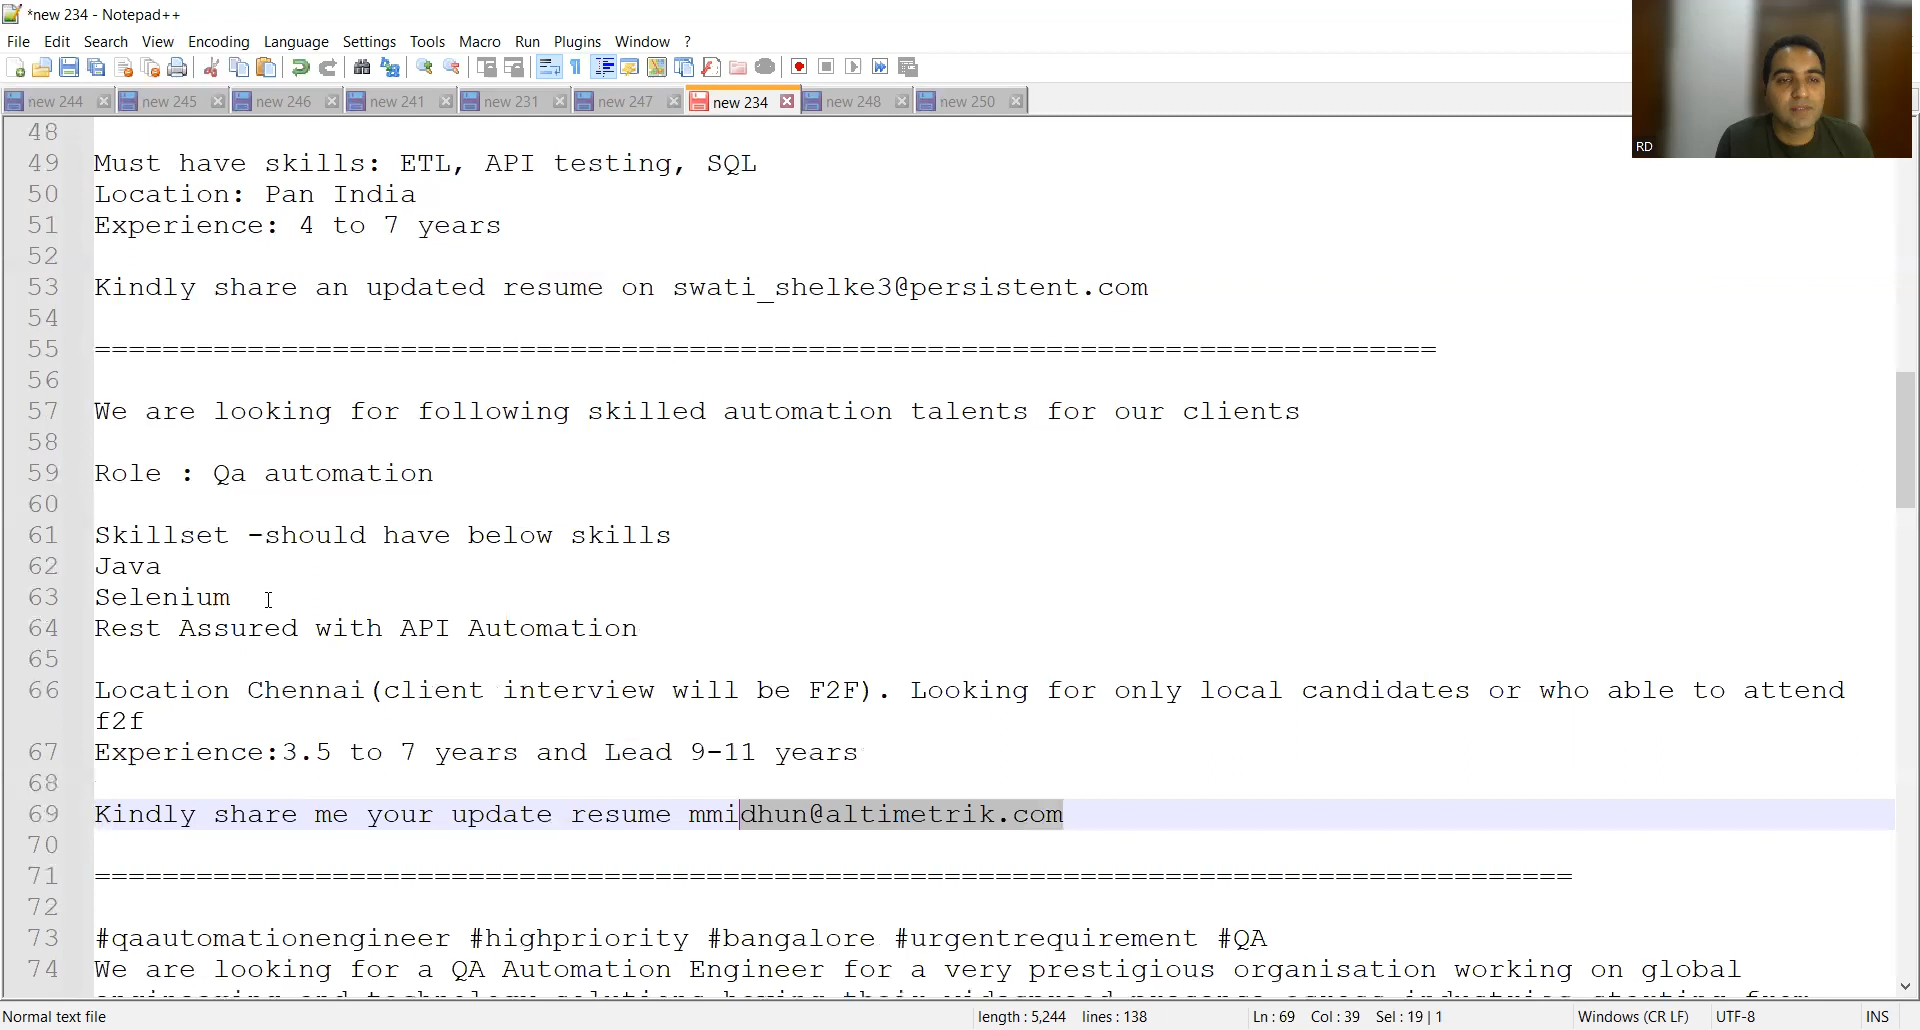 *new 234 - Notepad++
File Edit Search View Encoding Language Settings Tools Macro Run Plugins Window ?
new 244 new 245 new 246 new 241 new 231 new 247 new 234 new 248 new 250
RD
48
49 Must have skills: ETL, API testing, SQL
50 Location: Pan India
51 Experience: 4 to 7 years
52
53 Kindly share an updated resume on swati_shelke3@persistent.com
54
55 ===============================================================================
56
57 We are looking for following skilled automation talents for our clients
58
59 Role : Qa automation
60
61 Skillset -should have below skills
62 Java
63 Selenium
64 Rest Assured with API Automation
65
66 Location Chennai(client interview will be F2F). Looking for only local candidates or who able to attend
f2f
67 Experience:3.5 to 7 years and Lead 9-11 years
68
69 Kindly share me your update resume mmidhun@altimetrik.com
70
71 =======================================================================================
72
73 #qaautomationengineer #highpriority #bangalore #urgentrequirement #QA
74 We are looking for a QA Automation Engineer for a very prestigious organisation working on global
Normal text file length : 5,244 lines : 138 Ln : 69 Col : 39 Sel : 19 | 1 Windows (CR LF) UTF-8 INS